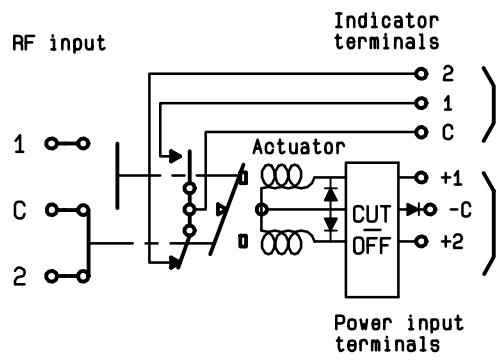 Indicator
terminals
RF input
2
1
C
Actuator
1
C
2
+1
-C
+2
CUT
OFF
Power input
terminals